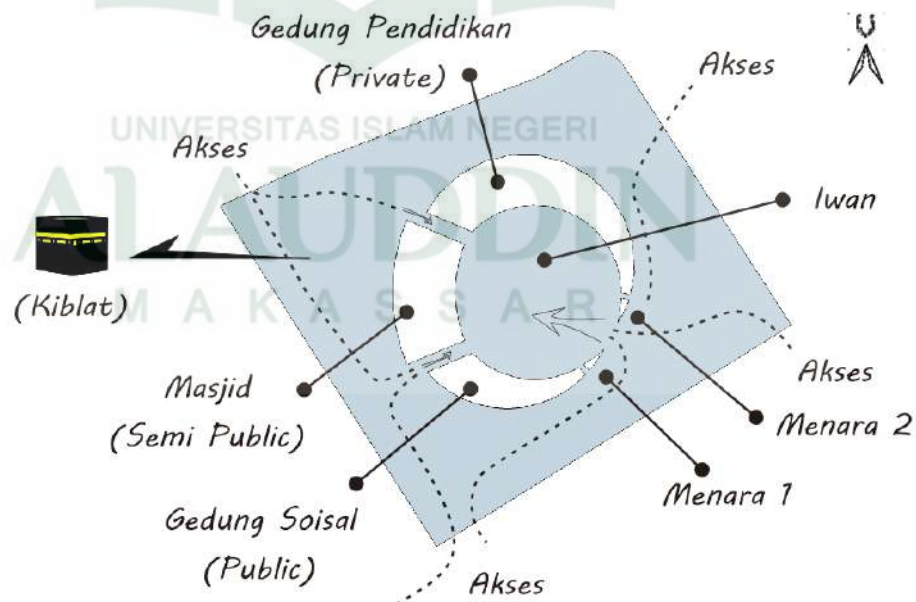 Gedung Pendidikan
(Private)
Akses
U
UNIVERSITAS ISLAM NEGERI
Akses
ALAUDDIN
Iwan
(Kiblat)
MAKASSAR
Masjid
(Semi Public)
Akses
Menara 2
Menara 1
Gedung Soisal
(Public)
Akses